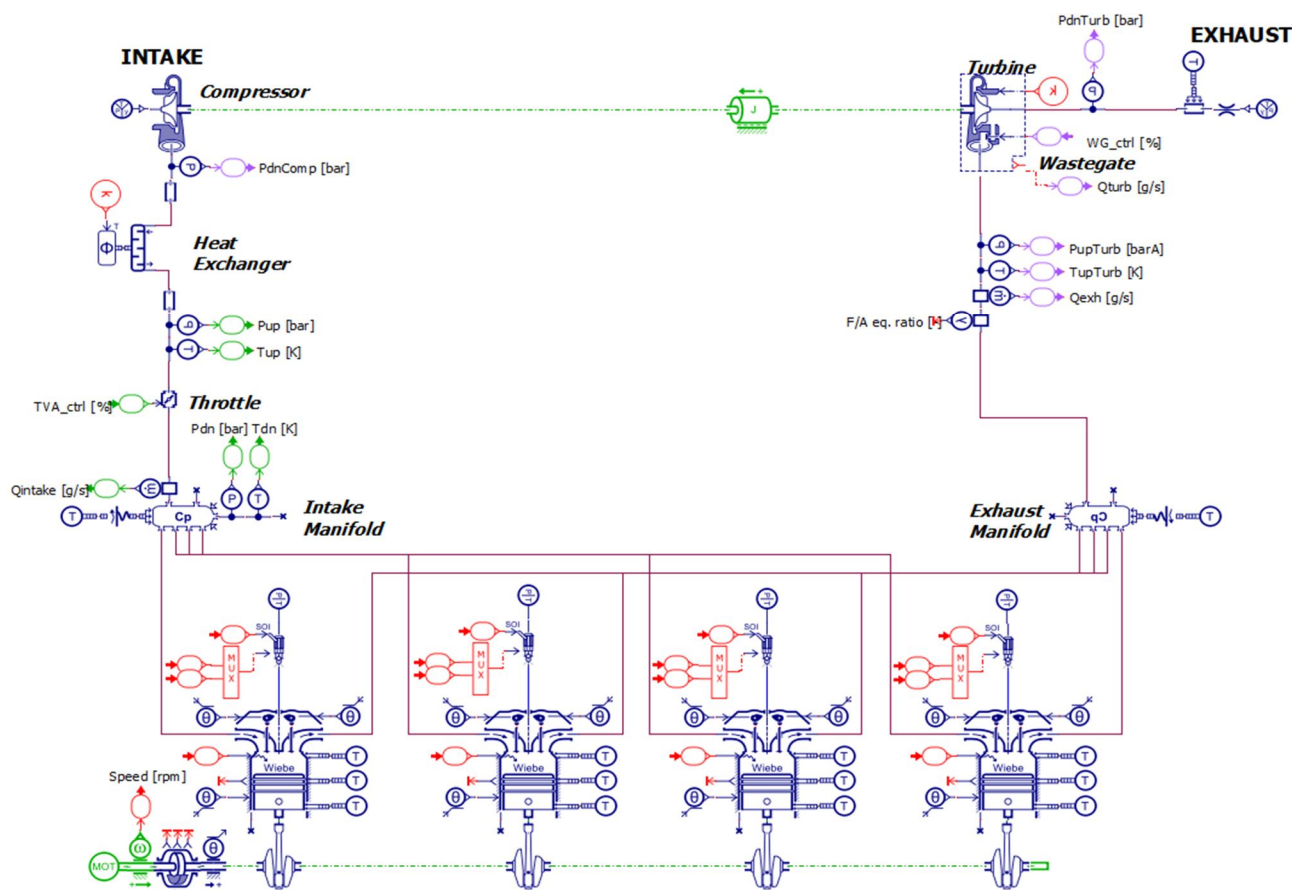 PdnTurb [bar]
INTAKE
EXHAUST
Compressor
Turbine
T
k
P
J
WG_ctrl [%]
P
PdnComp [bar]
Wastegate
Qturb [g/s]
k
T
Φ
Heat
Exchanger
PupTurb [barA]
TupTurb [K]
Qexh [g/s]
F/A eq. ratio [
Pup [bar]
Tup [K]
TVA_ctrl [%]
Throttle
Pdn [bar] Tdn [K]
Qintake [g/s]
P T
T
Cp
Intake
Manifold
Exhaust
Manifold
Cp
T
SOI SOI SOI SOI
MUX MUX MUX MUX
θ θ θ θ θ θ θ θ
Wiebe Wiebe Wiebe Wiebe
T T T T
T T T T
θ θ θ θ
T T T T
Speed [rpm]
ω θ
MOT